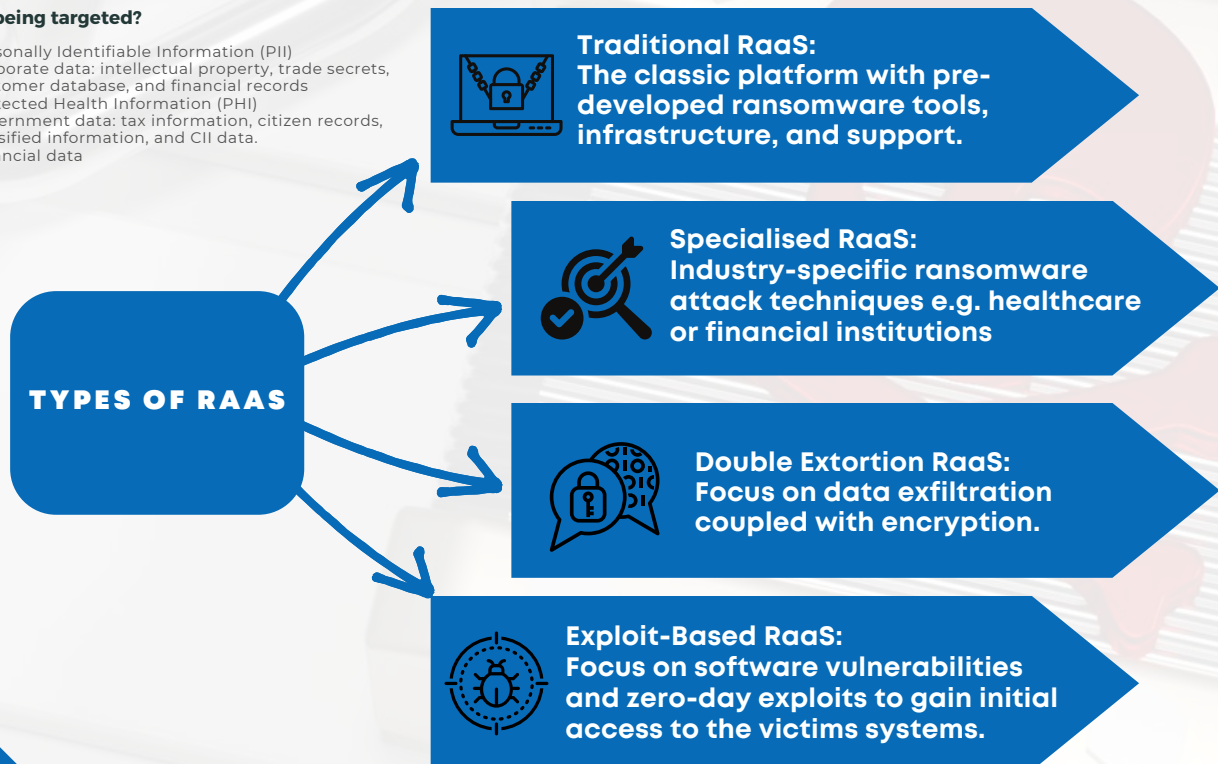 being targeted?
sonally Identifiable Information (PII)
porate data: intellectual property, trade secrets,
tomer database, and financial records
tected Health Information (PHI)
ernment data: tax information, citizen records,
sified information, and CII data.
ncial data
TYPES OF RAAS
Traditional RaaS:
The classic platform with pre-
developed ransomware tools,
infrastructure, and support.
Specialised RaaS:
Industry-specific ransomware
attack techniques e.g. healthcare
or financial institutions
Double Extortion RaaS:
Focus on data exfiltration
coupled with encryption.
Exploit-Based RaaS:
Focus on software vulnerabilities
and zero-day exploits to gain initial
access to the victims systems.